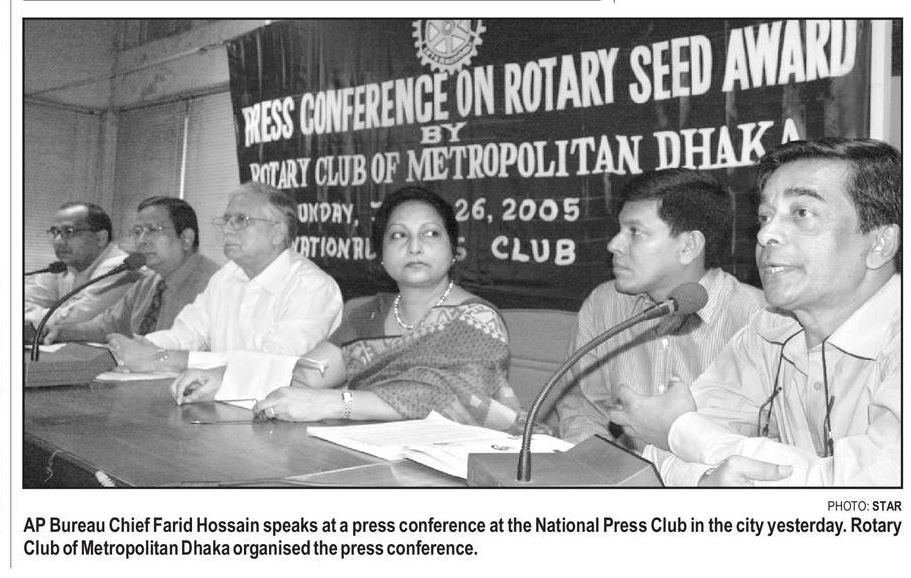 PRESS CONFERENCE ON ROTARY SEED AWARD
BY
ROTARY CLUB OF METROPOLITAN DHAKA
26, 2005
NATIONAL CLUB
PHOTO: STAR
AP Bureau Chief Farid Hossain speaks at a press conference at the National Press Club in the city yesterday. Rotary
Club of Metropolitan Dhaka organised the press conference.